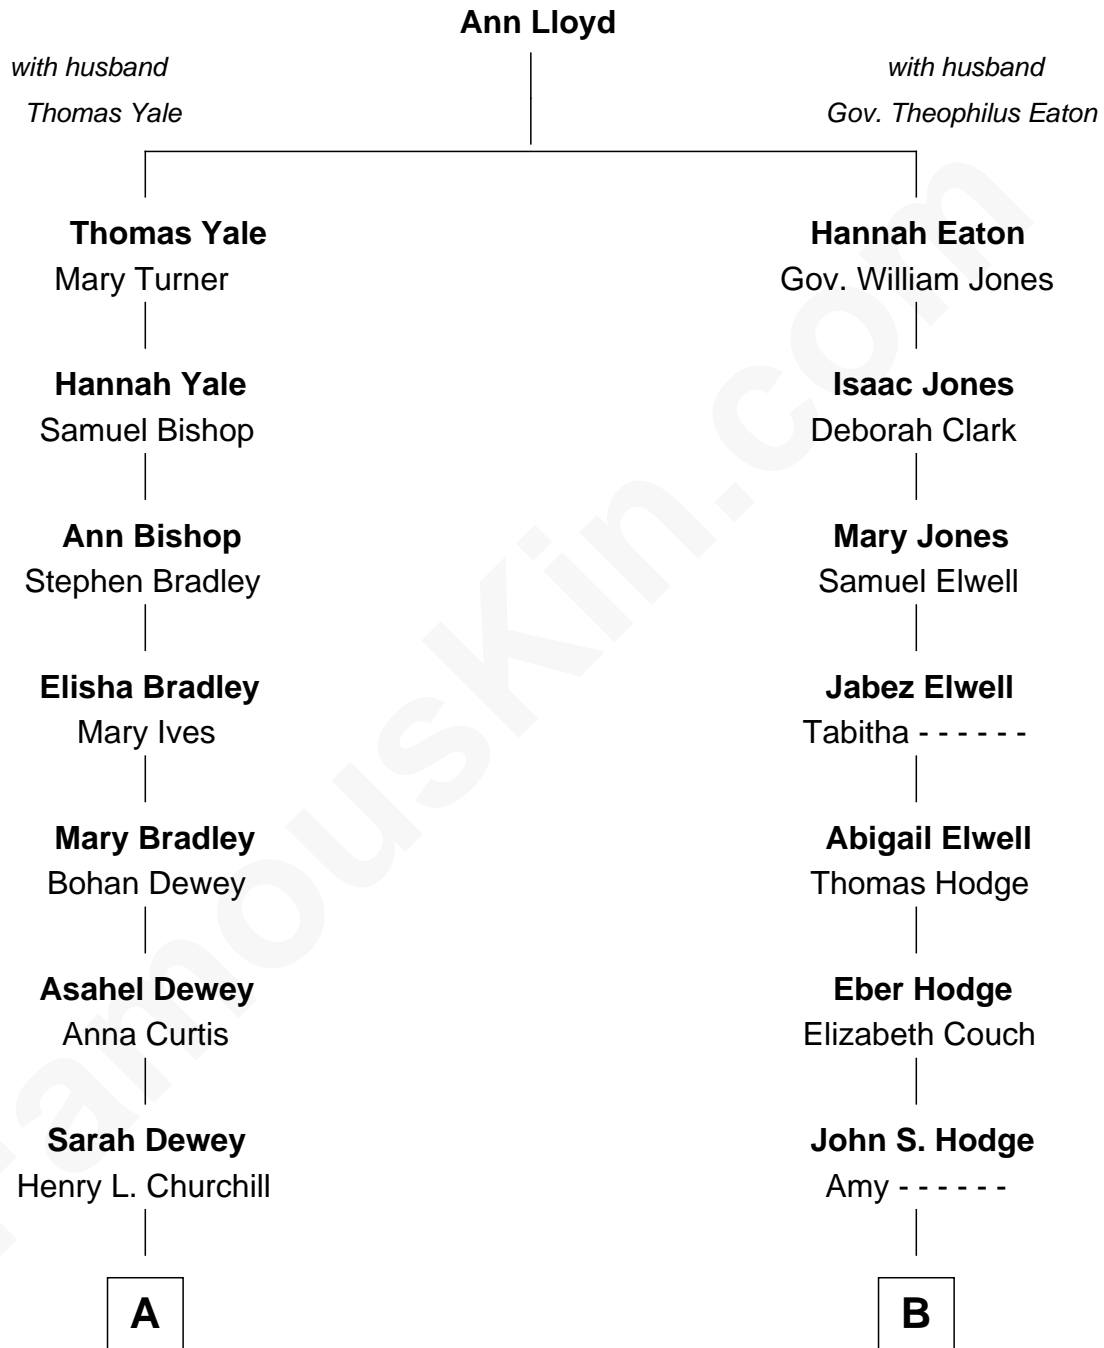 Ann Lloyd
with husband
Thomas Yale
with husband
Gov. Theophilus Eaton
Thomas Yale
Mary Turner
Hannah Eaton
Gov. William Jones
Hannah Yale
Samuel Bishop
Isaac Jones
Deborah Clark
Ann Bishop
Stephen Bradley
Mary Jones
Samuel Elwell
Elisha Bradley
Mary Ives
Jabez Elwell
Tabitha - - - - - -
Mary Bradley
Bohan Dewey
Abigail Elwell
Thomas Hodge
Asahel Dewey
Anna Curtis
Eber Hodge
Elizabeth Couch
Sarah Dewey
Henry L. Churchill
John S. Hodge
Amy - - - - - -
A
B
FamousKin.com